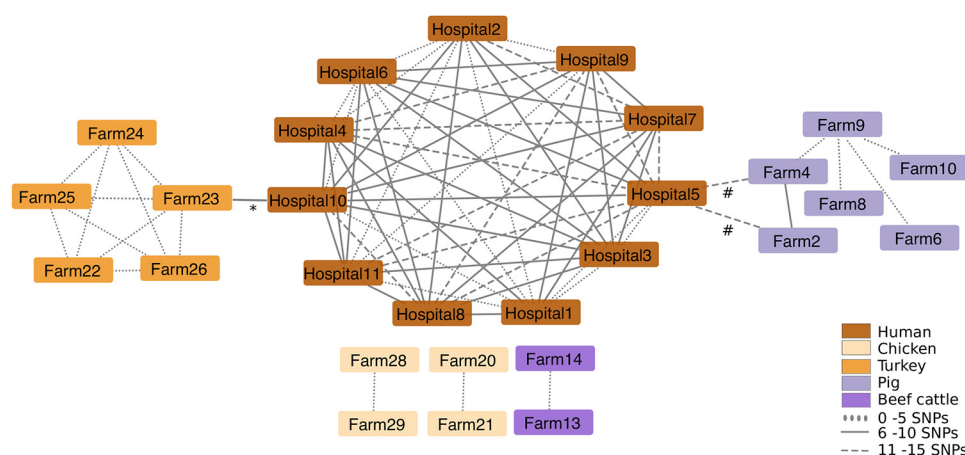 Hospital2
Hospital6
Hospital9
Hospital4
Hospital7
Farm24
Farm9
Farm4
Farm10
Farm25
Farm23
*
Hospital10
Hospital5
#
Farm8
#
Farm2
Farm6
Farm22
Farm26
Hospital11
Hospital3
Hospital8
Hospital1
Farm28
Farm20
Farm14
Farm29
Farm21
Farm13
Human
Chicken
Turkey
Pig
Beef cattle
0 -5 SNPs
6 -10 SNPs
11 -15 SNPs